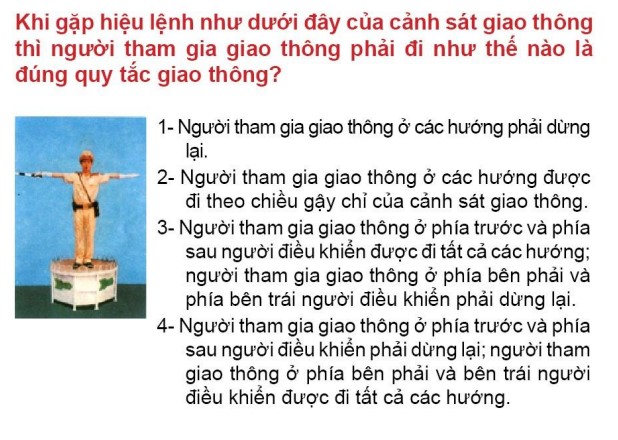 Khi gặp hiệu lệnh như dưới đây của cảnh sát giao thông
thì người tham gia giao thông phải đi như thế nào là
đúng quy tắc giao thông?
1- Người tham gia giao thông ở các hướng phải dừng
lại.
2- Người tham gia giao thông ở các hướng được
đi theo chiều gậy chỉ của cảnh sát giao thông.
3- Người tham gia giao thông ở phía trước và phía
sau người điều khiển được đi tất cả các hướng;
người tham gia giao thông ở phía bên phải và
phía bên trái người điều khiển phải dừng lại.
4- Người tham gia giao thông ở phía trước và phía
sau người điều khiển phải dừng lại; người tham
giao thông ở phía bên phải và bên trái người
điều khiển được đi tất cả các hướng.